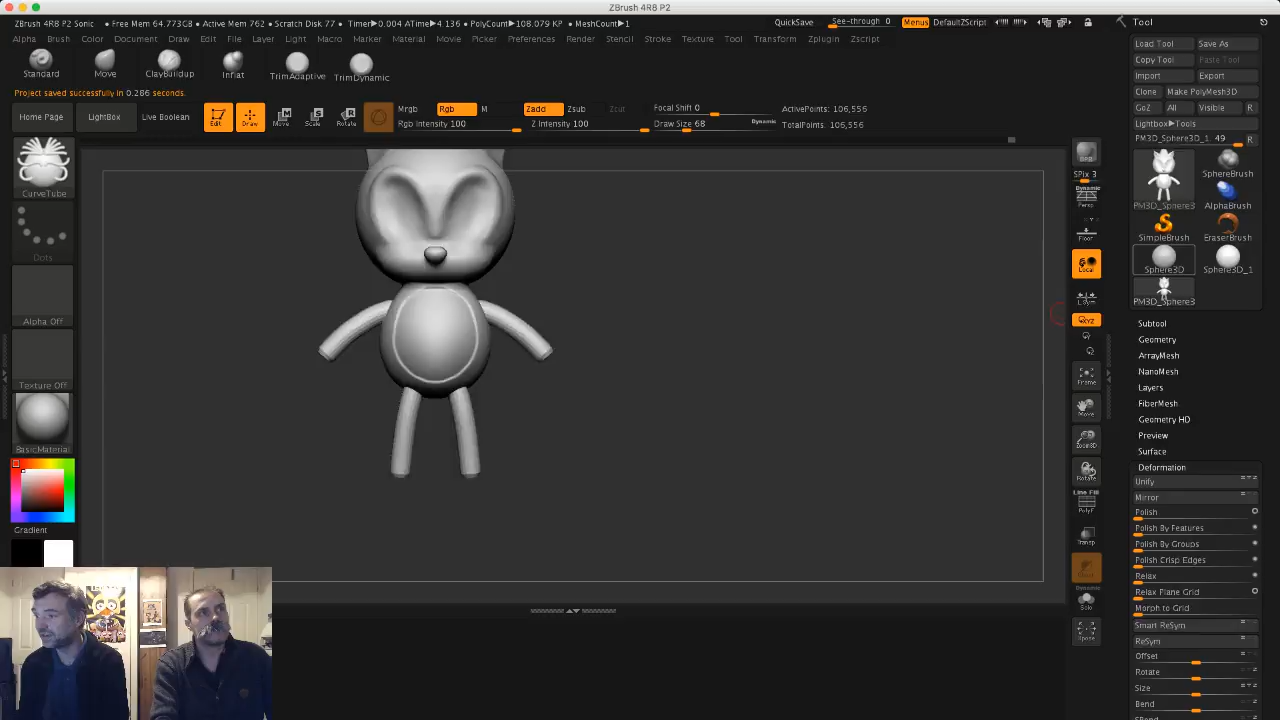 ZBrush 4R8 P2
ZBrush 4R8 P2 Sonic • Free Mem 64.773GB • Active Mem 762 • Scratch Disk 77 • Timer▶0.004 ATime▶4.136 • PolyCount▶108.079 KP • MeshCount▶1
QuickSave See-through 0 Menus DefaultZScript
Tool
Alpha Brush Color Document Draw Edit File Layer Light Macro Marker Material Movie Picker Preferences Render Stencil Stroke Texture Tool Transform Zplugin Zscript
Load Tool Save As
Copy Tool Paste Tool
Import Export
Clone Make PolyMesh3D
GoZ All Visible R
Lightbox▶Tools
PM3D_Sphere3D_1. 49 R
Standard Move ClayBuildup Inflat TrimAdaptive TrimDynamic
Project saved successfully in 0.286 seconds.
Home Page LightBox Live Boolean
Edit Draw Move Scale Rotate
Mrgb Rgb M
Rgb Intensity 100
Zadd Zsub Zcut
Z Intensity 100
Focal Shift 0
Draw Size 68
Dynamic
ActivePoints: 106,556
TotalPoints: 106,556
CurveTube
Dots
Alpha Off
Texture Off
BasicMaterial
Gradient
BPR
SPix 3
Dynamic
Persp
Floor
Local
L.Sym
XYZ
Frame
Move
Zoom3D
Rotate
Line Fill
PolyF
Transp
Dynamic
Solo
Xpose
PM3D_Sphere3 SphereBrush
AlphaBrush
SimpleBrush EraserBrush
Sphere3D Sphere3D_1
PM3D_Sphere3
Subtool
Geometry
ArrayMesh
NanoMesh
Layers
FiberMesh
Geometry HD
Preview
Surface
Deformation
Unify
Mirror
Polish
Polish By Features
Polish By Groups
Polish Crisp Edges
Relax
Relax Plane Grid
Morph to Grid
Smart ReSym
ReSym
Offset
Rotate
Size
Bend